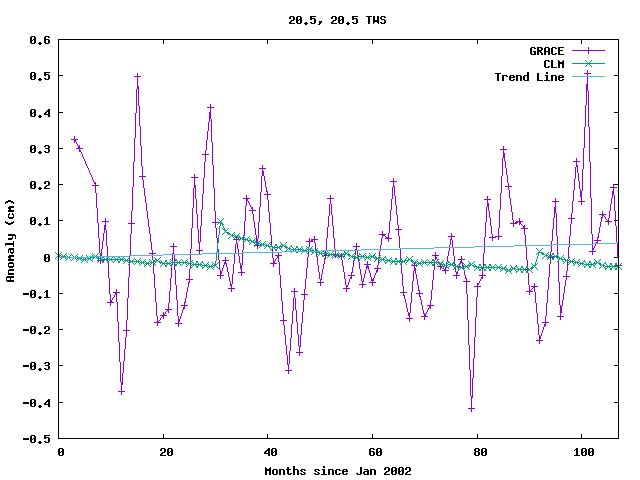 20.5, 20.5 TWS
GRACE
CLM
Trend Line
0.6
0.5
0.4
0.3
0.2
0.1
0
-0.1
-0.2
-0.3
-0.4
-0.5
Anomaly (cm)
0 20 40 60 80 100
Months since Jan 2002